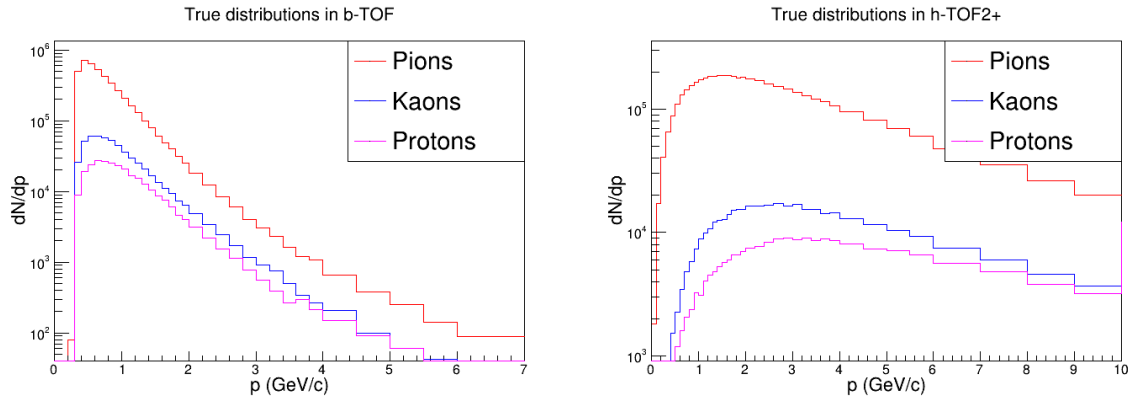 True distributions in b-TOF
dN/dp
10^6
10^5
10^4
10^3
10^2
Pions
Kaons
Protons
0 1 2 3 4 5 6 7
p (GeV/c)
True distributions in h-TOF2+
dN/dp
10^5
10^4
10^3
Pions
Kaons
Protons
0 1 2 3 4 5 6 7 8 9 10
p (GeV/c)